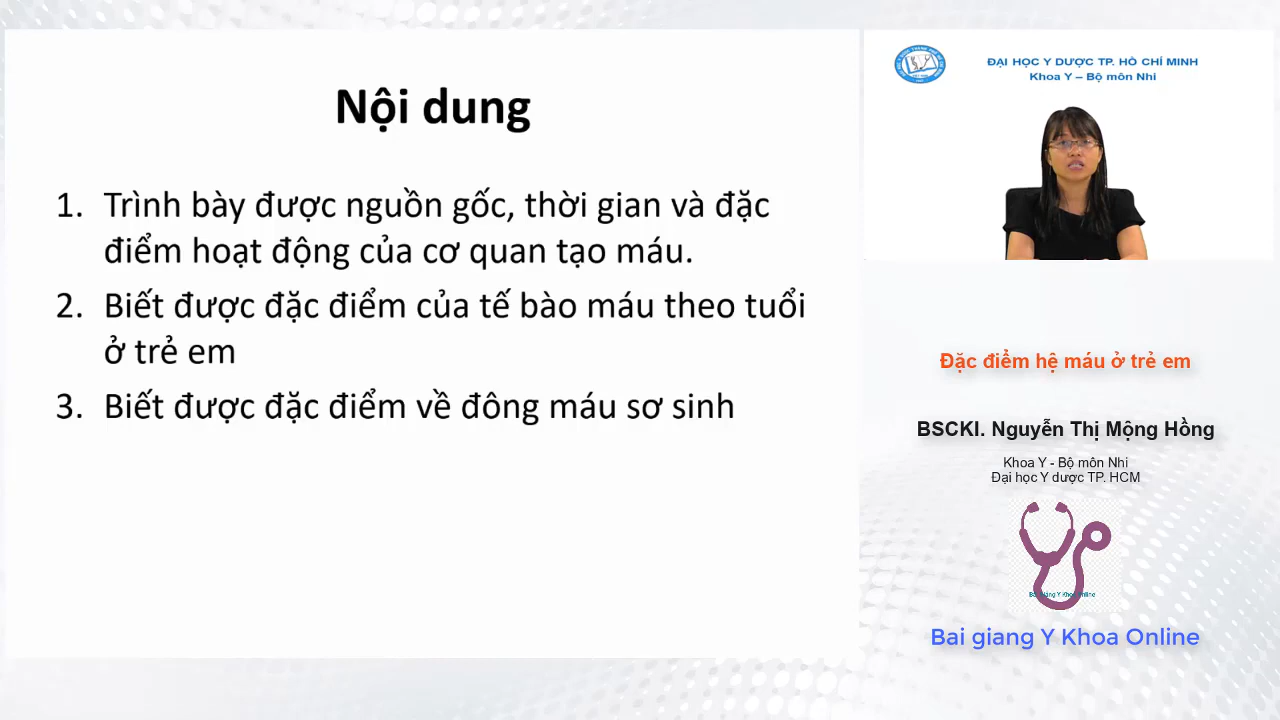 Nội dung
1. Trình bày được nguồn gốc, thời gian và đặc
điểm hoạt động của cơ quan tạo máu.
2. Biết được đặc điểm của tế bào máu theo tuổi
ở trẻ em
3. Biết được đặc điểm về đông máu sơ sinh
ĐẠI HỌC Y DƯỢC TP. HỒ CHÍ MINH
Khoa Y – Bộ môn Nhi
Đặc điểm hệ máu ở trẻ em
BSCKI. Nguyễn Thị Mộng Hồng
Khoa Y - Bộ môn Nhi
Đại học Y dược TP. HCM
Bài Giảng Y Khoa Online
Bai giang Y Khoa Online